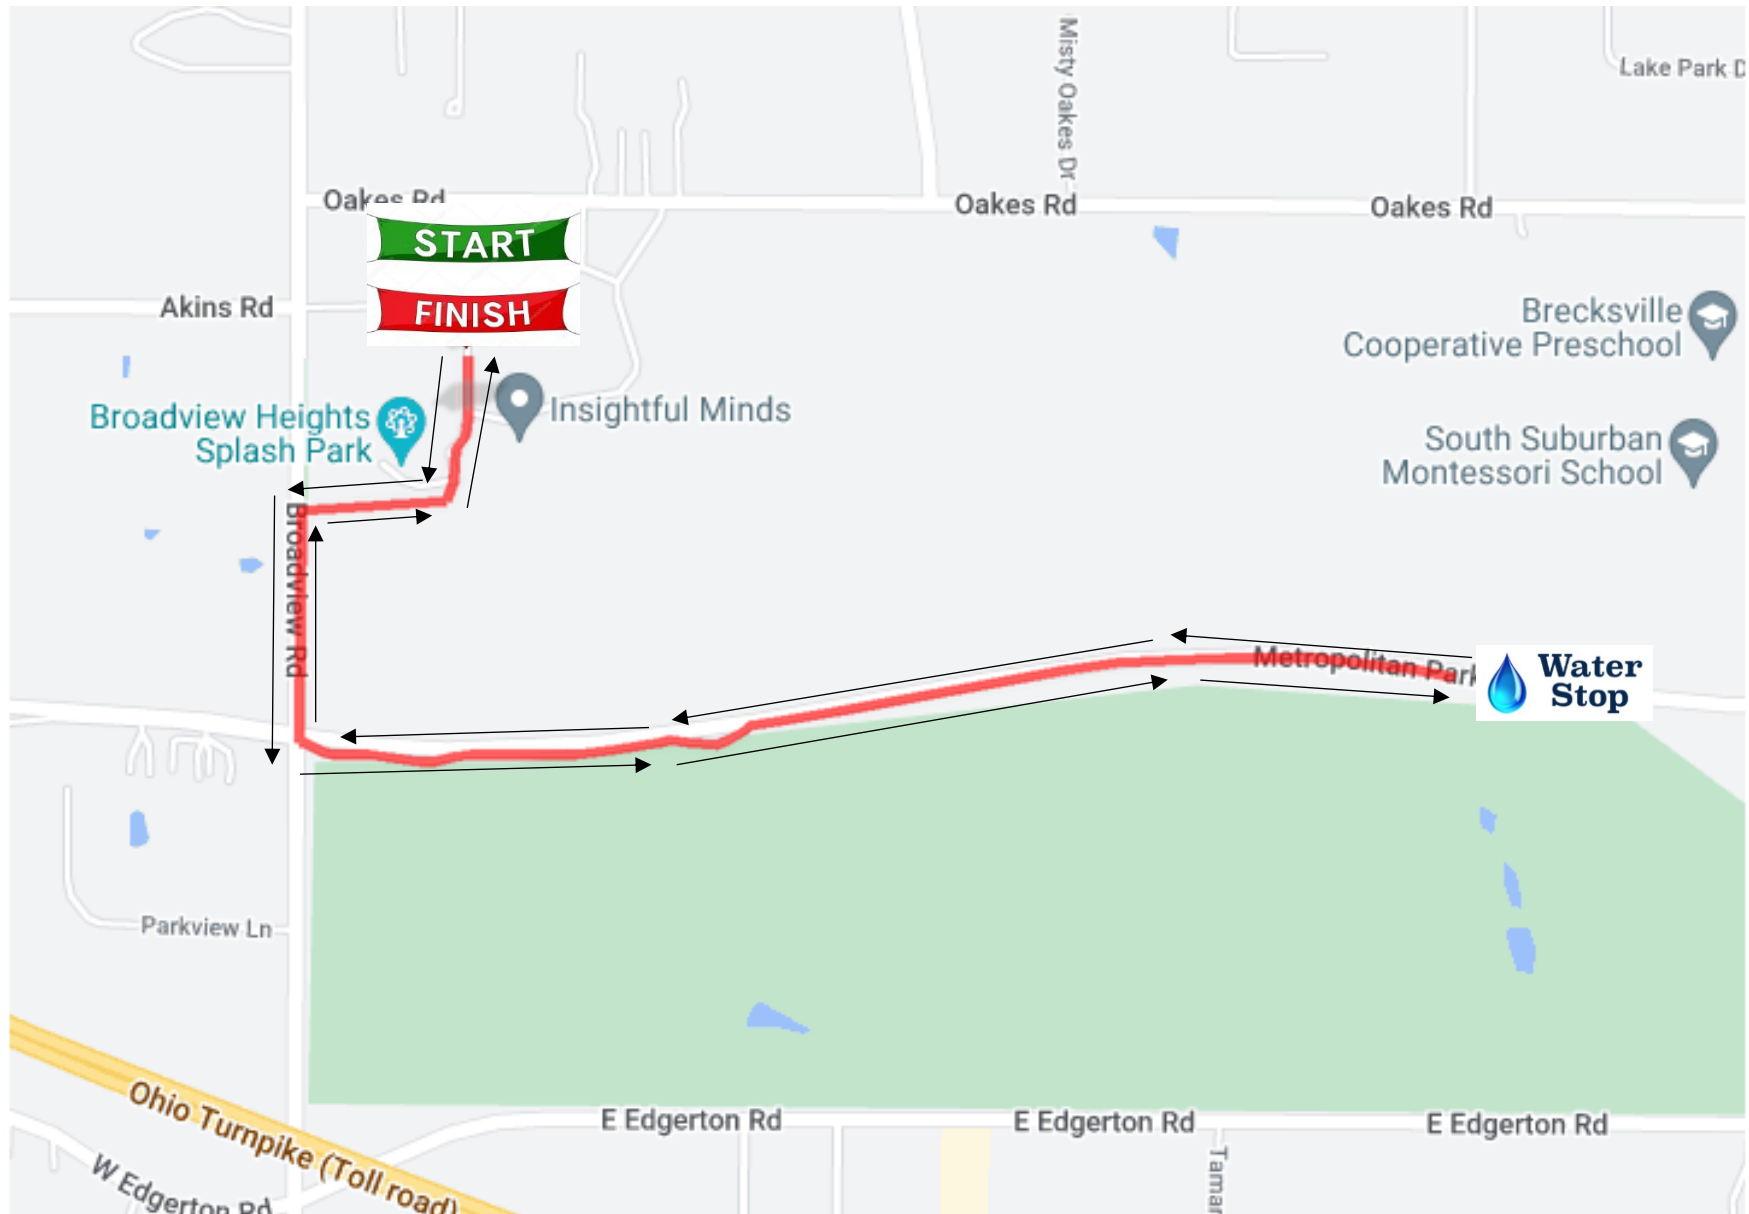 Misty Oakes Dr
Lake Park D
Oakes Rd
Oakes Rd
Oakes Rd
START
FINISH
Akins Rd
Brecksville
Cooperative Preschool
Broadview Heights
Splash Park
Insightful Minds
South Suburban
Montessori School
Broadview Rd
Metropolitan Park
Water
Stop
Parkview Ln
Ohio Turnpike (Toll road)
E Edgerton Rd
E Edgerton Rd
E Edgerton Rd
W Edgerton Rd
Tamar